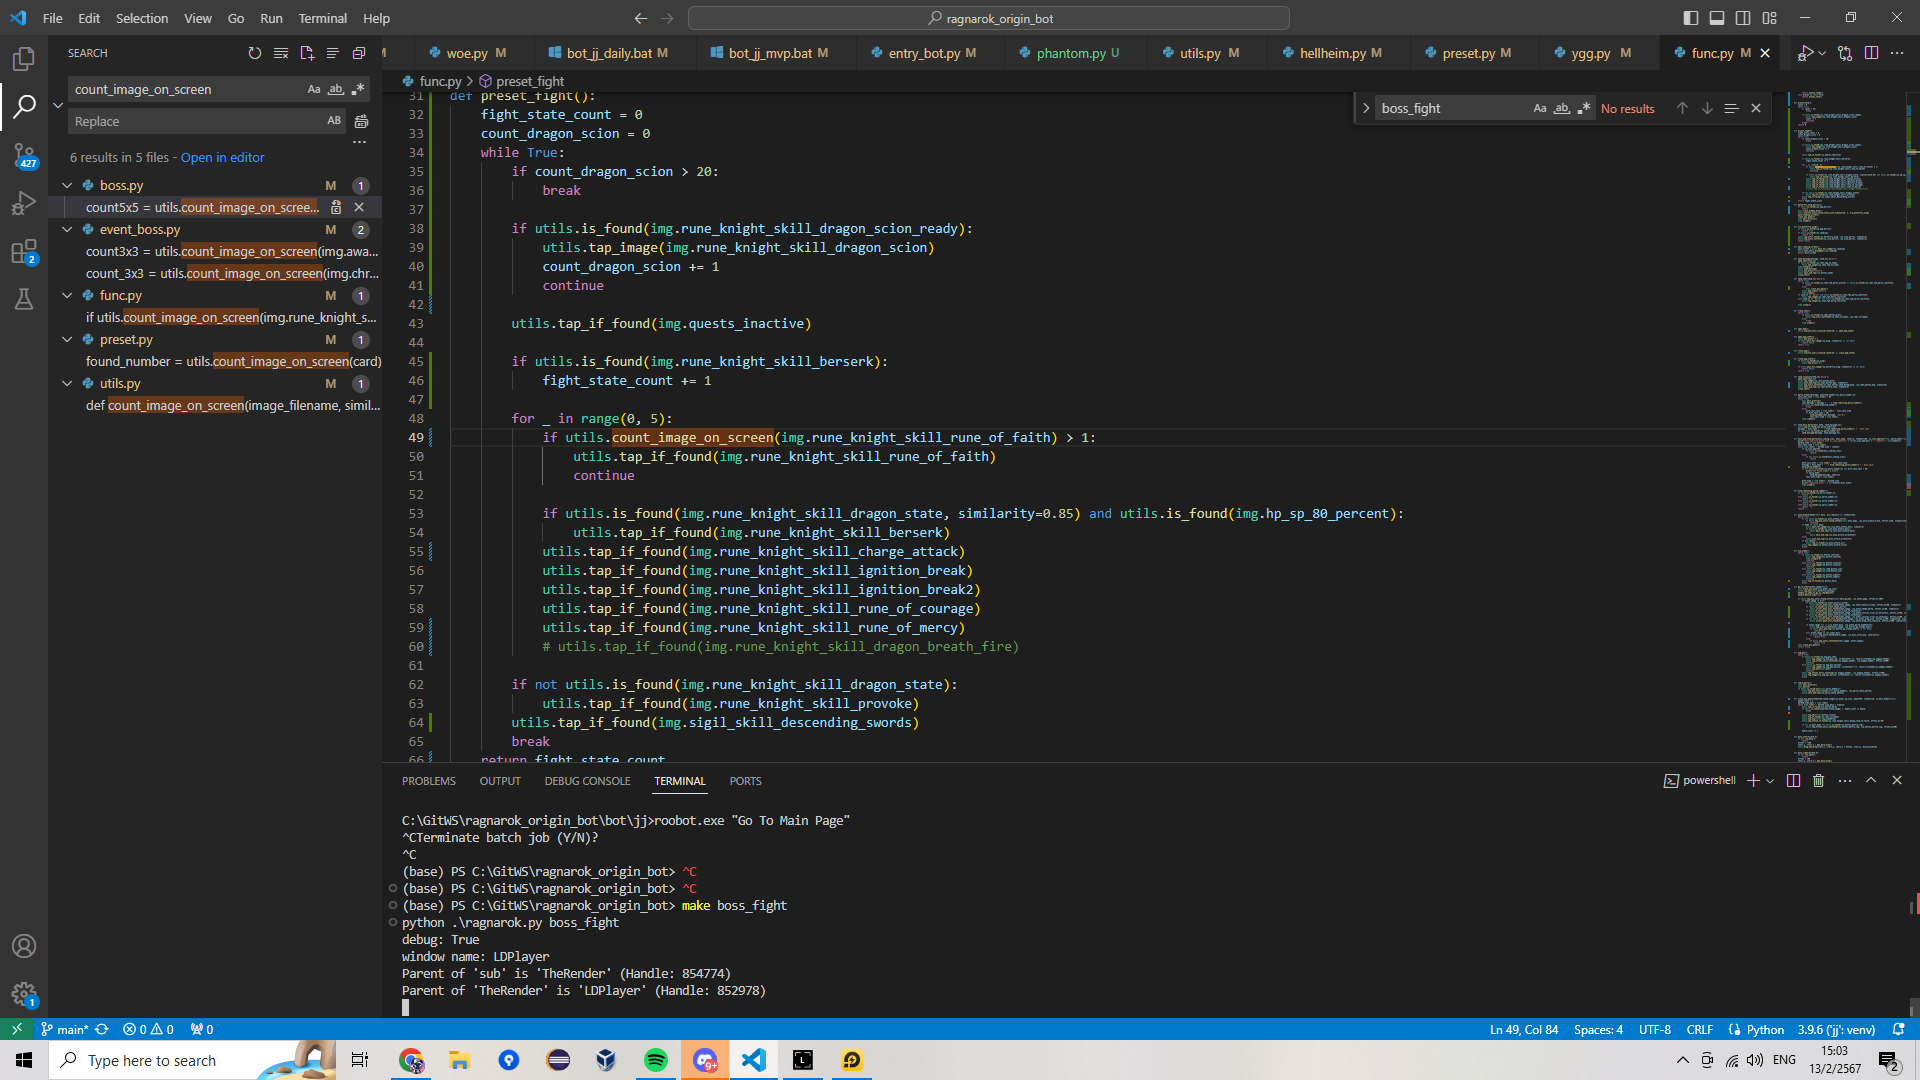 File Edit Selection View Go Run Terminal Help
ragnarok_origin_bot
SEARCH
count_image_on_screen
Aa ab
Replace
AB
6 results in 5 files - Open in editor
boss.py M 1
count5x5 = utils.count_image_on_scree...
event_boss.py M 2
count3x3 = utils.count_image_on_screen(img.awa...
count_3x3 = utils.count_image_on_screen(img.chr...
func.py M 1
if utils.count_image_on_screen(img.rune_knight_s...
preset.py M 1
found_number = utils.count_image_on_screen(card)
utils.py M 1
def count_image_on_screen(image_filename, simil...
427
2
1
M woe.py M bot_jj_daily.bat M bot_jj_mvp.bat M entry_bot.py M phantom.py U utils.py M hellheim.py M preset.py M ygg.py M func.py M
func.py > preset_fight
boss_fight Aa ab No results
31 def preset_fight():
32 fight_state_count = 0
33 count_dragon_scion = 0
34 while True:
35 if count_dragon_scion > 20:
36 break
37
38 if utils.is_found(img.rune_knight_skill_dragon_scion_ready):
39 utils.tap_image(img.rune_knight_skill_dragon_scion)
40 count_dragon_scion += 1
41 continue
42
43 utils.tap_if_found(img.quests_inactive)
44
45 if utils.is_found(img.rune_knight_skill_berserk):
46 fight_state_count += 1
47
48 for _ in range(0, 5):
49 if utils.count_image_on_screen(img.rune_knight_skill_rune_of_faith) > 1:
50 utils.tap_if_found(img.rune_knight_skill_rune_of_faith)
51 continue
52
53 if utils.is_found(img.rune_knight_skill_dragon_state, similarity=0.85) and utils.is_found(img.hp_sp_80_percent):
54 utils.tap_if_found(img.rune_knight_skill_berserk)
55 utils.tap_if_found(img.rune_knight_skill_charge_attack)
56 utils.tap_if_found(img.rune_knight_skill_ignition_break)
57 utils.tap_if_found(img.rune_knight_skill_ignition_break2)
58 utils.tap_if_found(img.rune_knight_skill_rune_of_courage)
59 utils.tap_if_found(img.rune_knight_skill_rune_of_mercy)
60 # utils.tap_if_found(img.rune_knight_skill_dragon_breath_fire)
61
62 if not utils.is_found(img.rune_knight_skill_dragon_state):
63 utils.tap_if_found(img.rune_knight_skill_provoke)
64 utils.tap_if_found(img.sigil_skill_descending_swords)
65 break
66 return fight_state_count
PROBLEMS OUTPUT DEBUG CONSOLE TERMINAL PORTS
powershell
C:\GitWS\ragnarok_origin_bot\bot\jj>roobot.exe "Go To Main Page"
^CTerminate batch job (Y/N)?
^C
(base) PS C:\GitWS\ragnarok_origin_bot> ^C
(base) PS C:\GitWS\ragnarok_origin_bot> ^C
(base) PS C:\GitWS\ragnarok_origin_bot> make boss_fight
python .\ragnarok.py boss_fight
debug: True
window name: LDPlayer
Parent of 'sub' is 'TheRender' (Handle: 854774)
Parent of 'TheRender' is 'LDPlayer' (Handle: 852978)
main* 0 0 0
Ln 49, Col 84 Spaces: 4 UTF-8 CRLF Python 3.9.6 ('jj': venv)
Type here to search
9+
ENG
15:03
13/2/2567
2